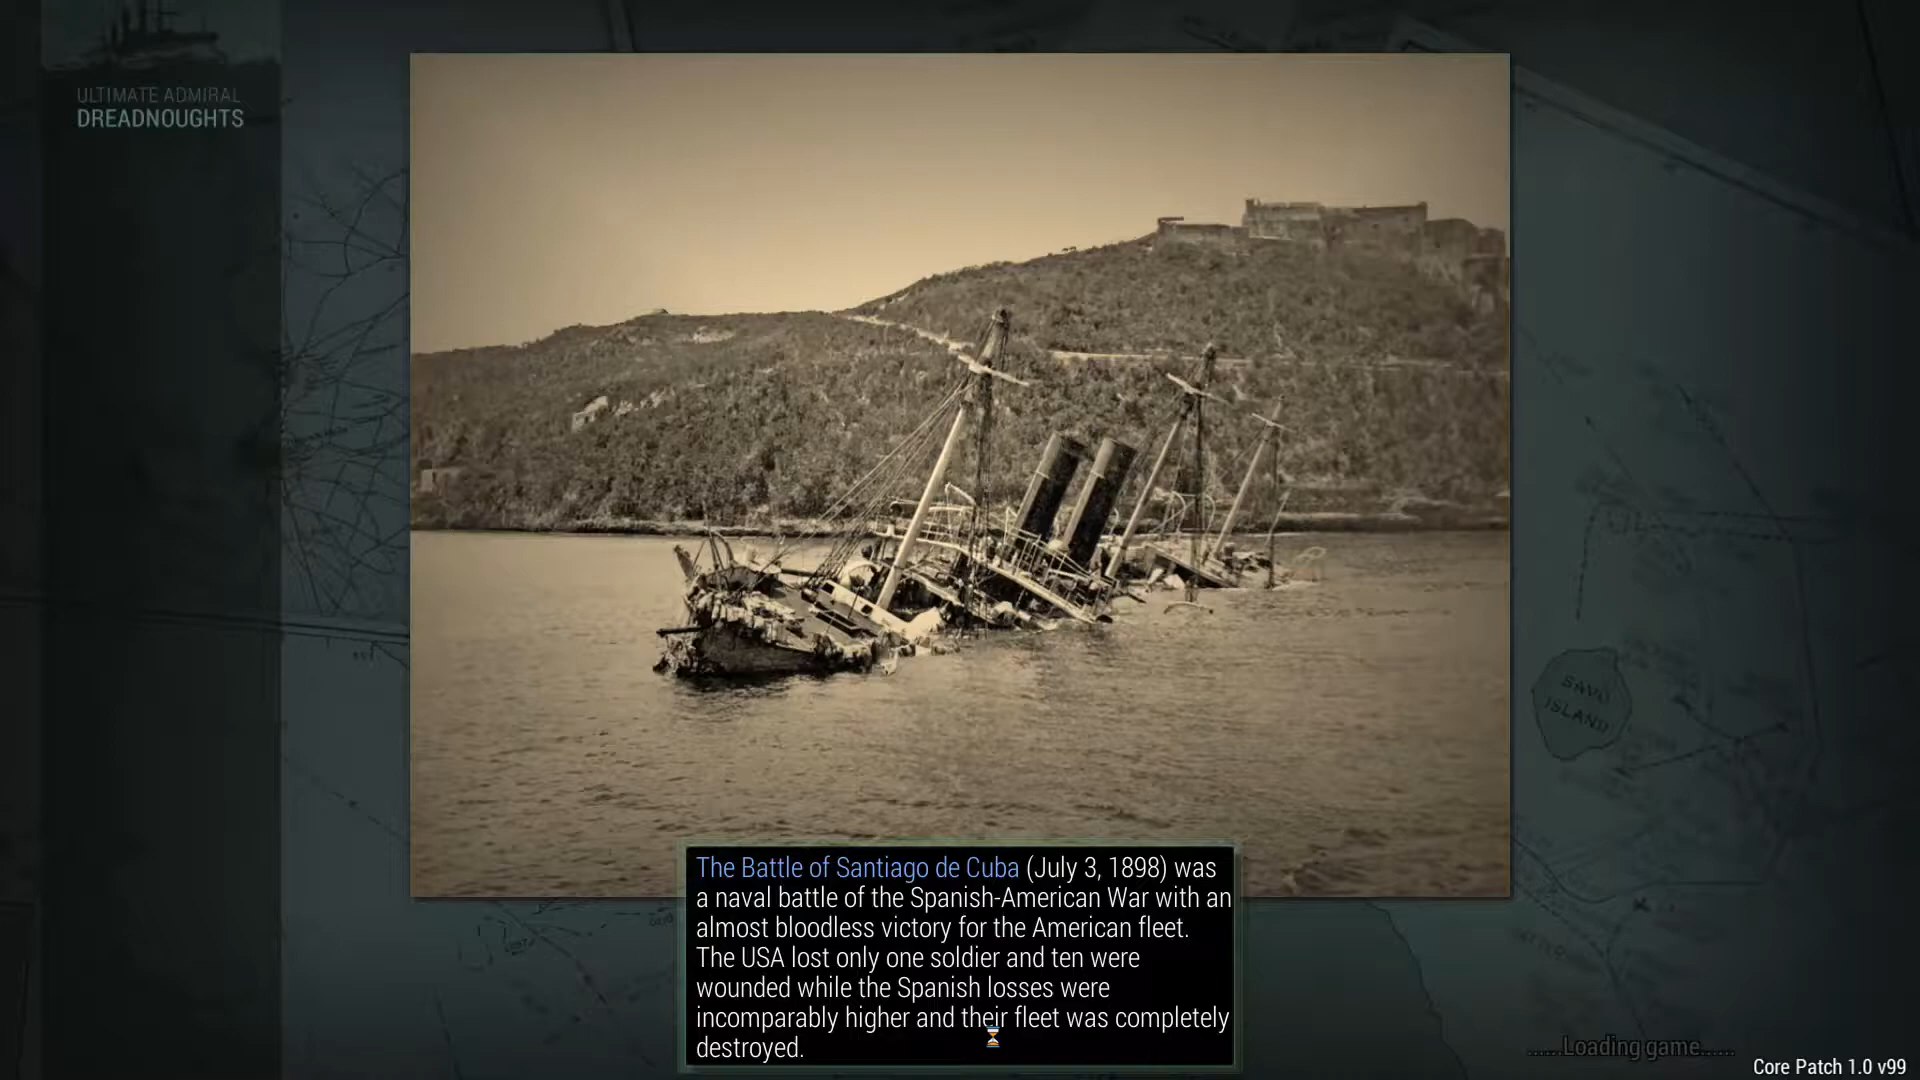 ULTIMATE ADMIRAL
DREADNOUGHTS
SAVO
ISLAND
The Battle of Santiago de Cuba (July 3, 1898) was
a naval battle of the Spanish-American War with an
almost bloodless victory for the American fleet.
The USA lost only one soldier and ten were
wounded while the Spanish losses were
incomparably higher and their fleet was completely
destroyed.
......Loading game......
Core Patch 1.0 v99